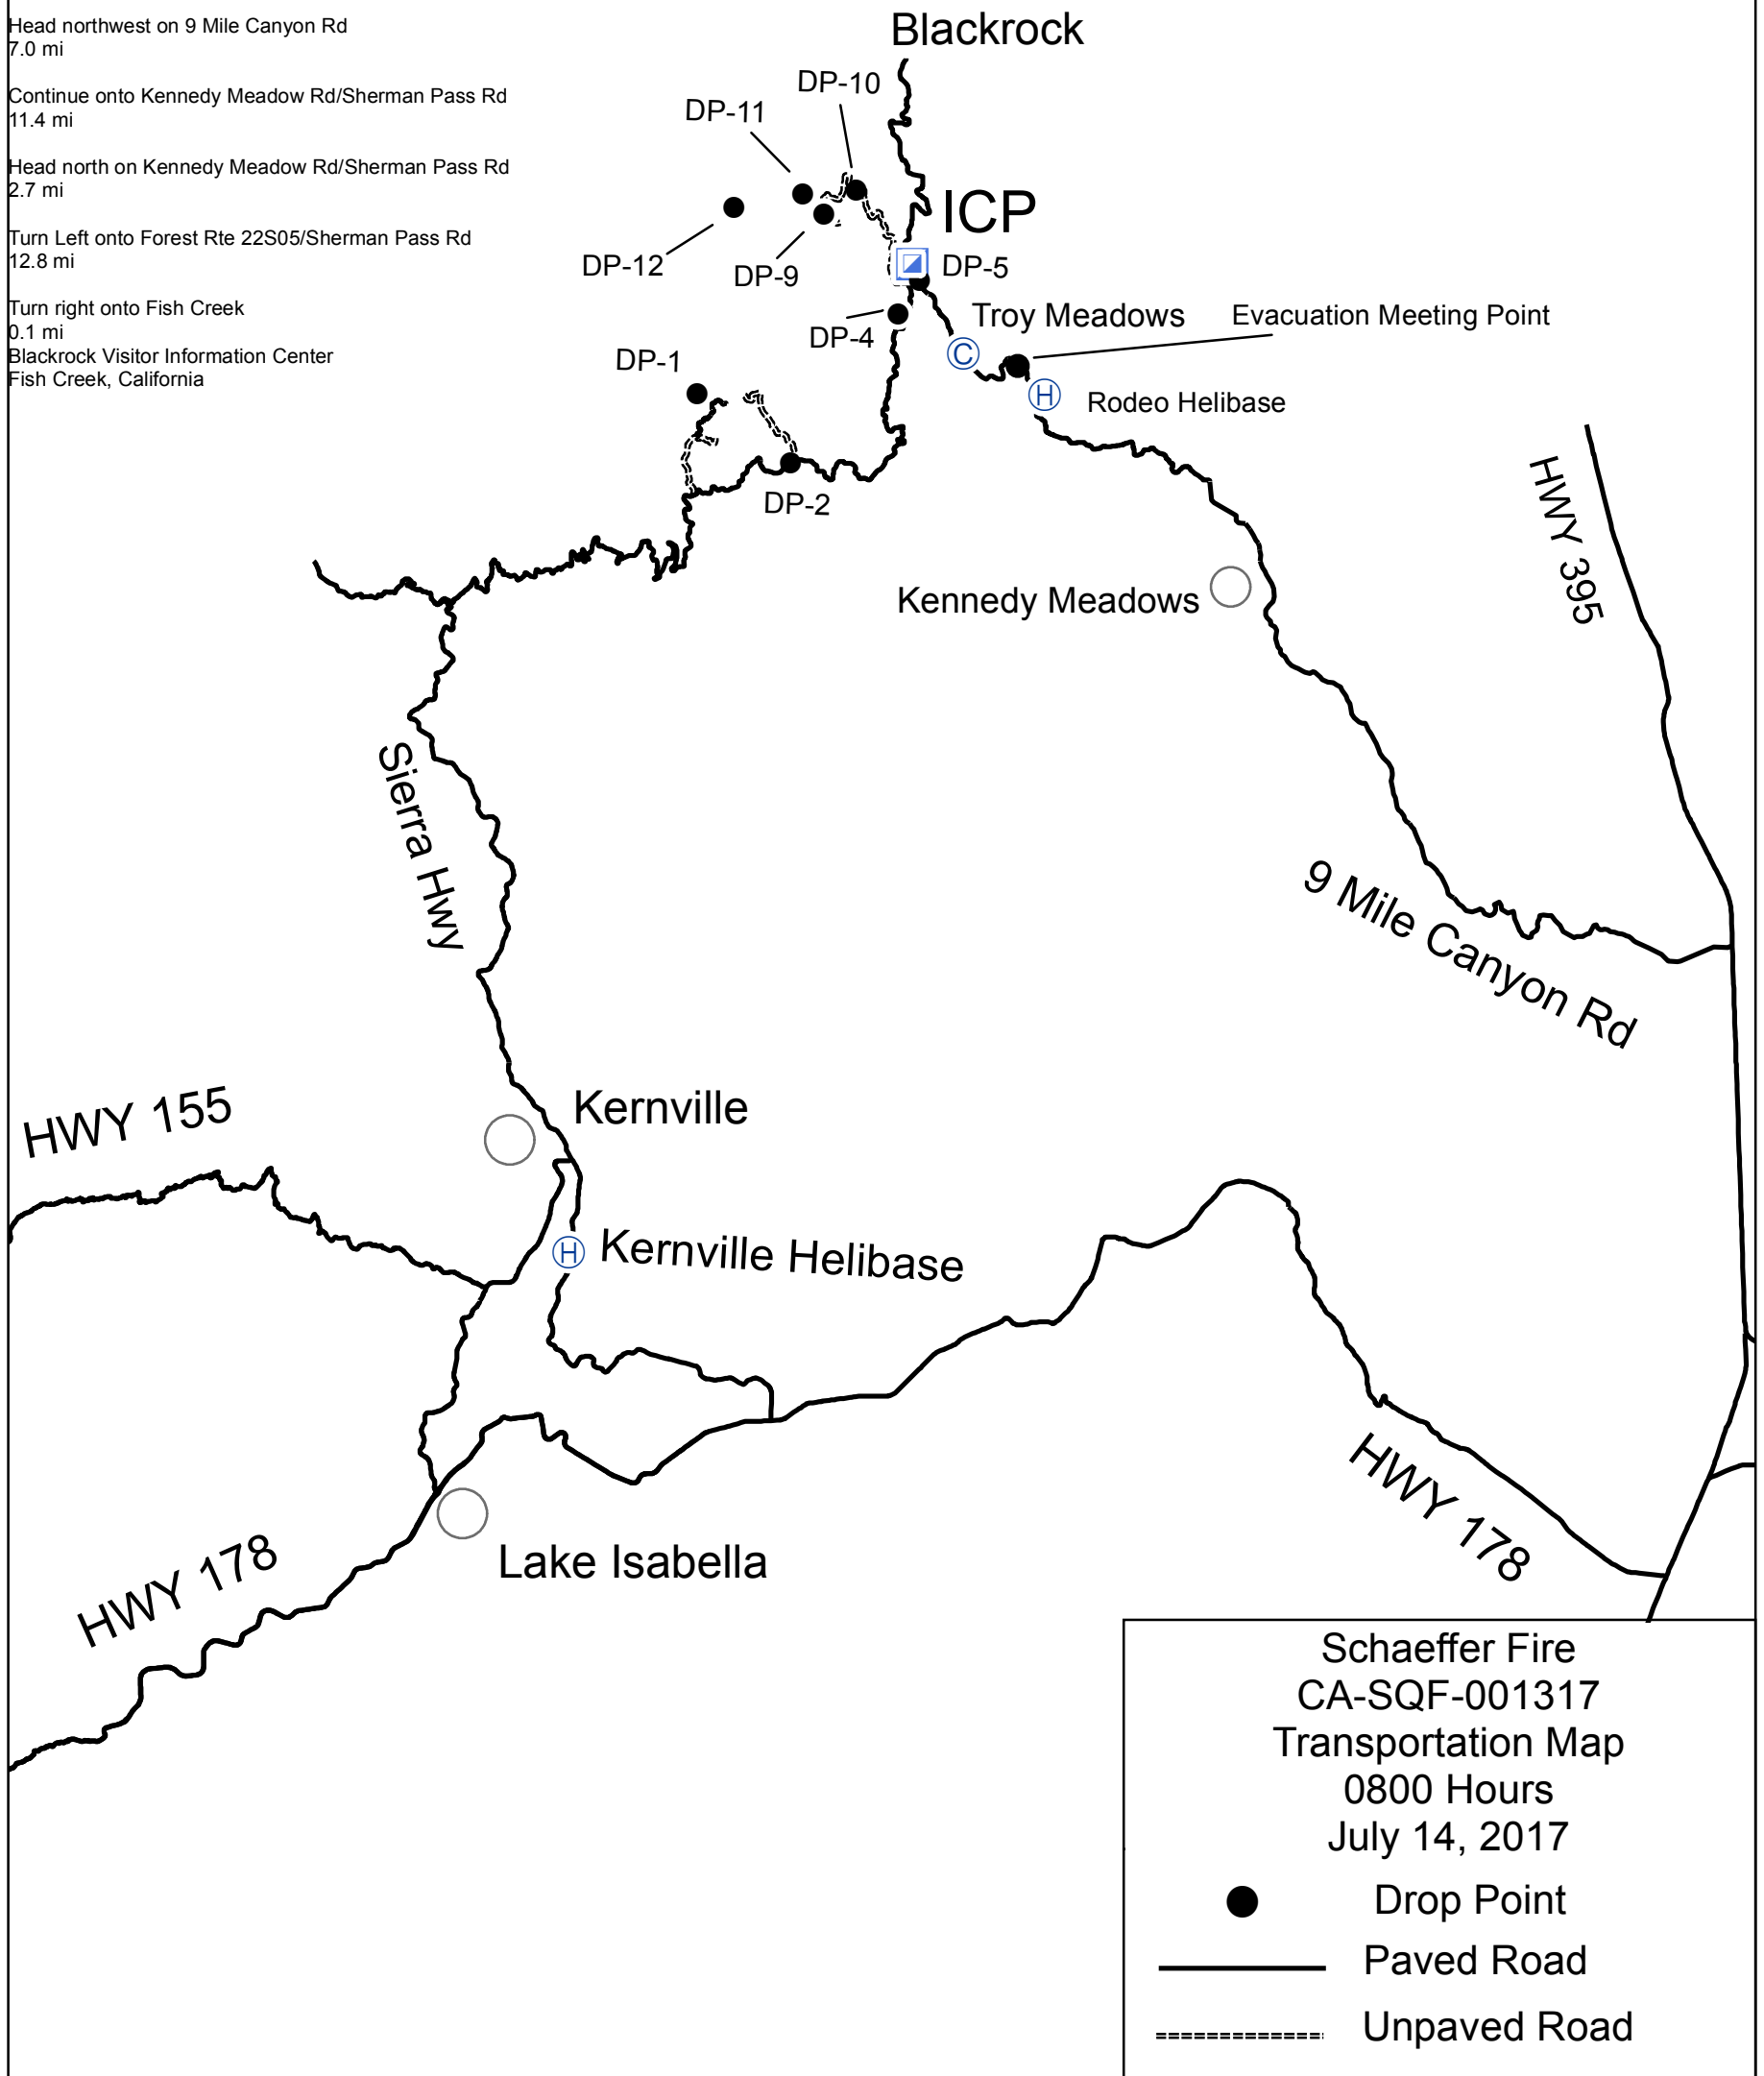 Head northwest on 9 Mile Canyon Rd
7.0 mi
Continue onto Kennedy Meadow Rd/Sherman Pass Rd
11.4 mi
Head north on Kennedy Meadow Rd/Sherman Pass Rd
2.7 mi
Turn Left onto Forest Rte 22S05/Sherman Pass Rd
12.8 mi
Turn right onto Fish Creek
0.1 mi
Blackrock Visitor Information Center
Fish Creek, California
Blackrock
DP-10
DP-11
ICP
DP-12
DP-9
DP-5
Troy Meadows
Evacuation Meeting Point
DP-4
DP-1
C
H
Rodeo Helibase
DP-2
HWY 395
Kennedy Meadows
Sierra Hwy
9 Mile Canyon Rd
HWY 155
Kernville
H
Kernville Helibase
HWY 178
Lake Isabella
HWY 178
Schaeffer Fire
CA-SQF-001317
Transportation Map
0800 Hours
July 14, 2017
Drop Point
Paved Road
Unpaved Road